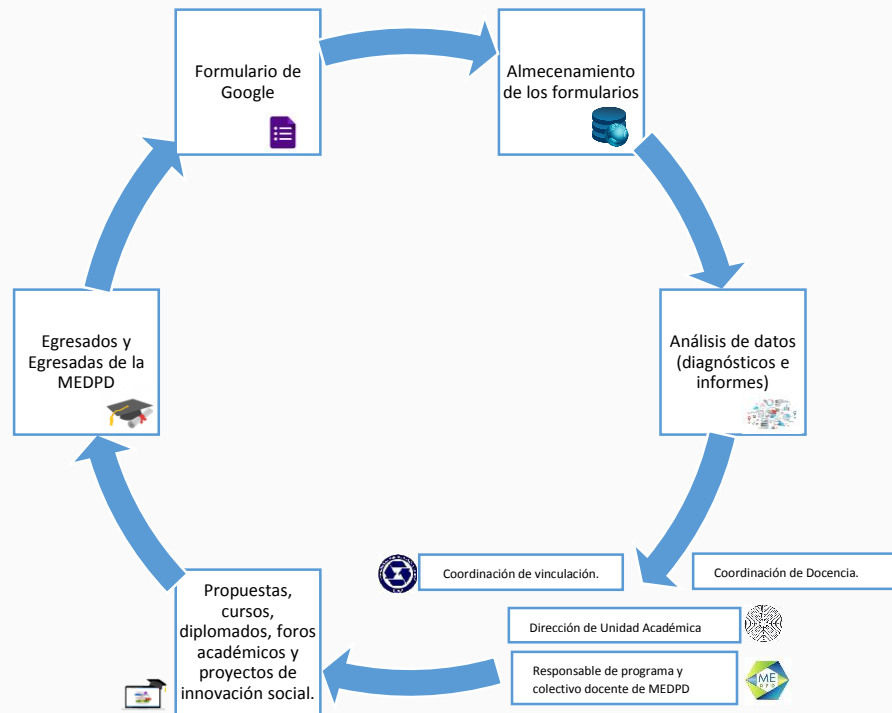 Formulario de
Google
Almecenamiento
de los formularios
Egresados y
Egresadas de la
MEDPD
Análisis de datos
(diagnósticos e
informes)
Coordinación de vinculación.
Coordinación de Docencia.
Propuestas,
cursos,
diplomados, foros
académicos y
proyectos de
innovación social.
Dirección de Unidad Académica
Responsable de programa y
colectivo docente de MEDPD
ME
DPD